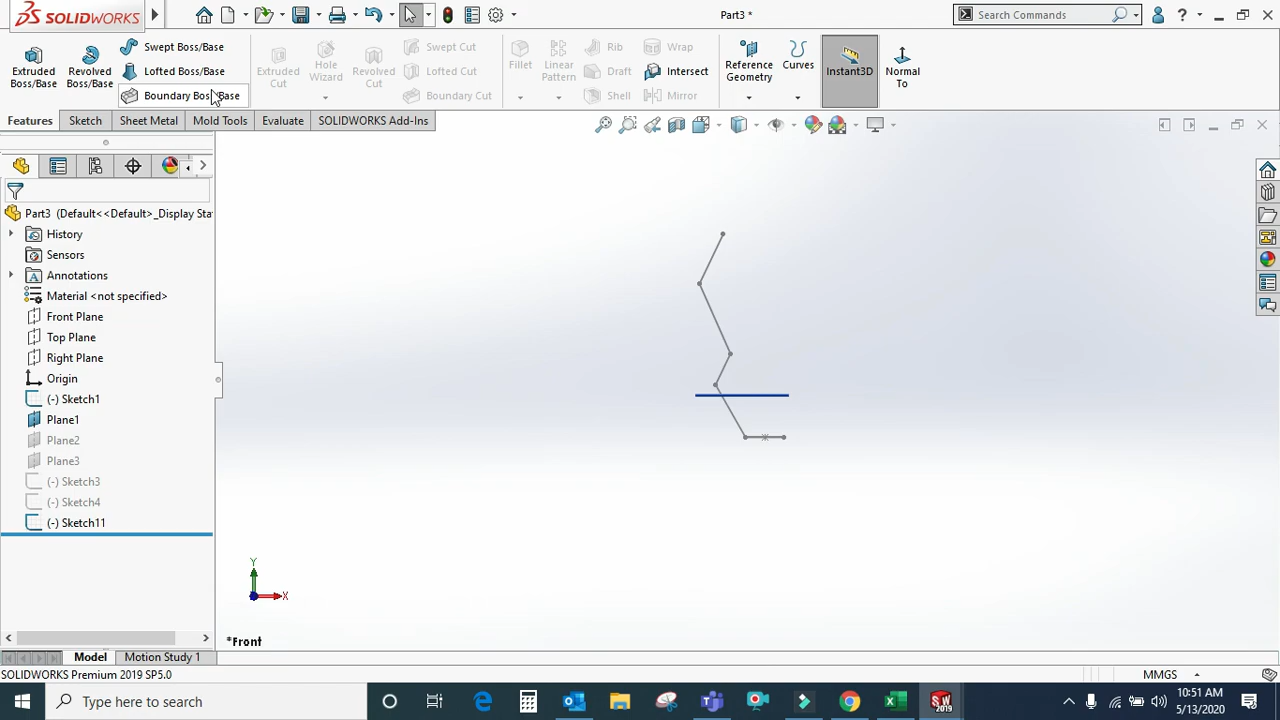 SOLIDWORKS
Part3 *
Search Commands
?
Extruded Boss/Base
Revolved Boss/Base
Swept Boss/Base
Lofted Boss/Base
Boundary Boss/Base
Extruded Cut
Hole Wizard
Revolved Cut
Swept Cut
Lofted Cut
Boundary Cut
Fillet
Linear Pattern
Rib
Draft
Shell
Wrap
Intersect
Mirror
Reference Geometry
Curves
Instant3D
Normal To
Features
Sketch
Sheet Metal
Mold Tools
Evaluate
SOLIDWORKS Add-Ins
Part3 (Default<<Default>_Display Sta
History
Sensors
Annotations
Material <not specified>
Front Plane
Top Plane
Right Plane
Origin
(-) Sketch1
Plane1
Plane2
Plane3
(-) Sketch3
(-) Sketch4
(-) Sketch11
Y
X
*Front
Model
Motion Study 1
SOLIDWORKS Premium 2019 SP5.0
MMGS
Type here to search
SW 2019
10:51 AM
5/13/2020